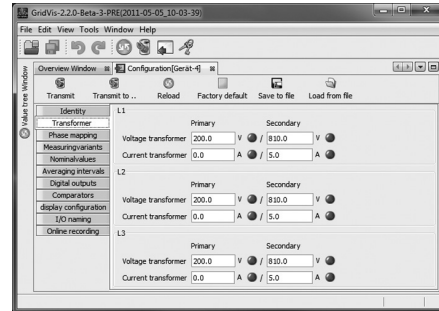 GridVis-2.2.0-Beta-3-PRE(2011-05-05_10-03-39)
File Edit View Tools Window Help
Value tree Window
Overview Window
Configuration[Gerät-4]
Transmit
Transmit to ..
Reload
Factory default
Save to file
Load from file
Identity
Transformer
Phase mapping
Measuringvariants
Nominalvalues
Averaging intervals
Digital outputs
Comparators
display configuration
I/O naming
Online recording
L1
Primary Secondary
Voltage transformer 200.0 V / 810.0 V
Current transformer 0.0 A / 5.0 A
L2
Primary Secondary
Voltage transformer 200.0 V / 810.0 V
Current transformer 0.0 A / 5.0 A
L3
Primary Secondary
Voltage transformer 200.0 V / 810.0 V
Current transformer 0.0 A / 5.0 A